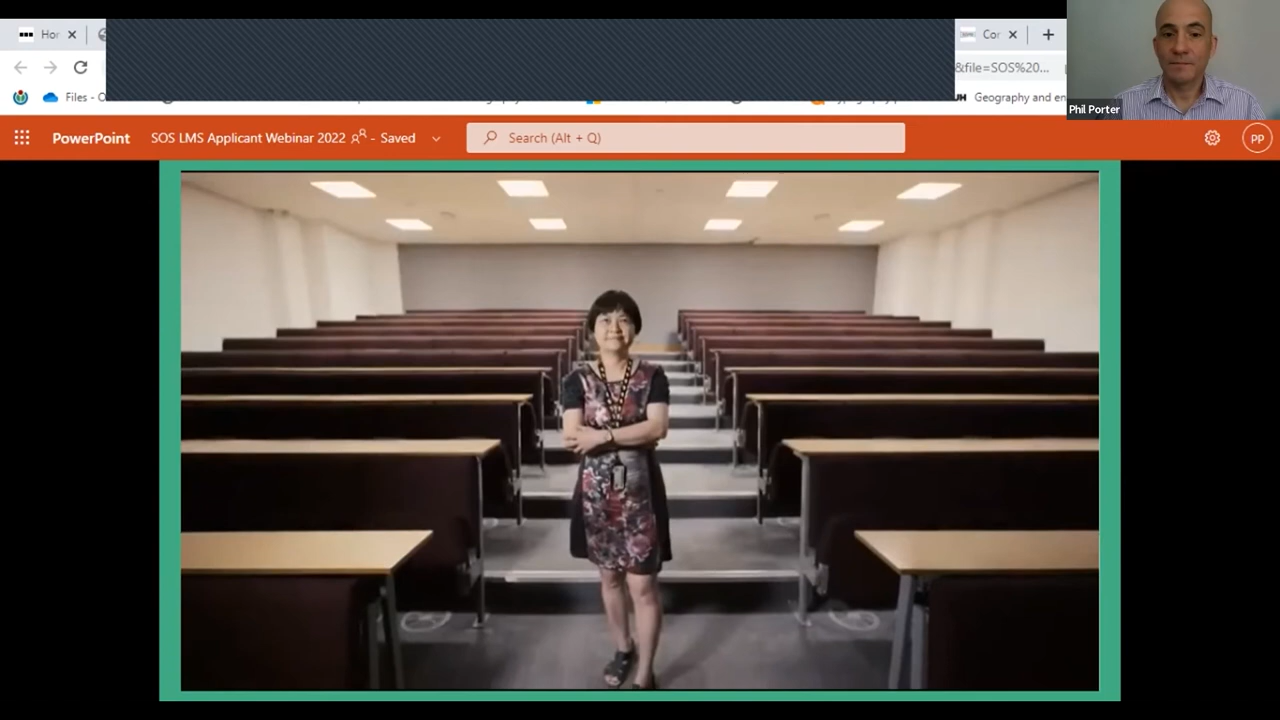 Hor
Cor
&file=SOS%20...
Files - O
Geography and en
Phil Porter
PowerPoint
SOS LMS Applicant Webinar 2022 - Saved
Search (Alt + Q)
PP